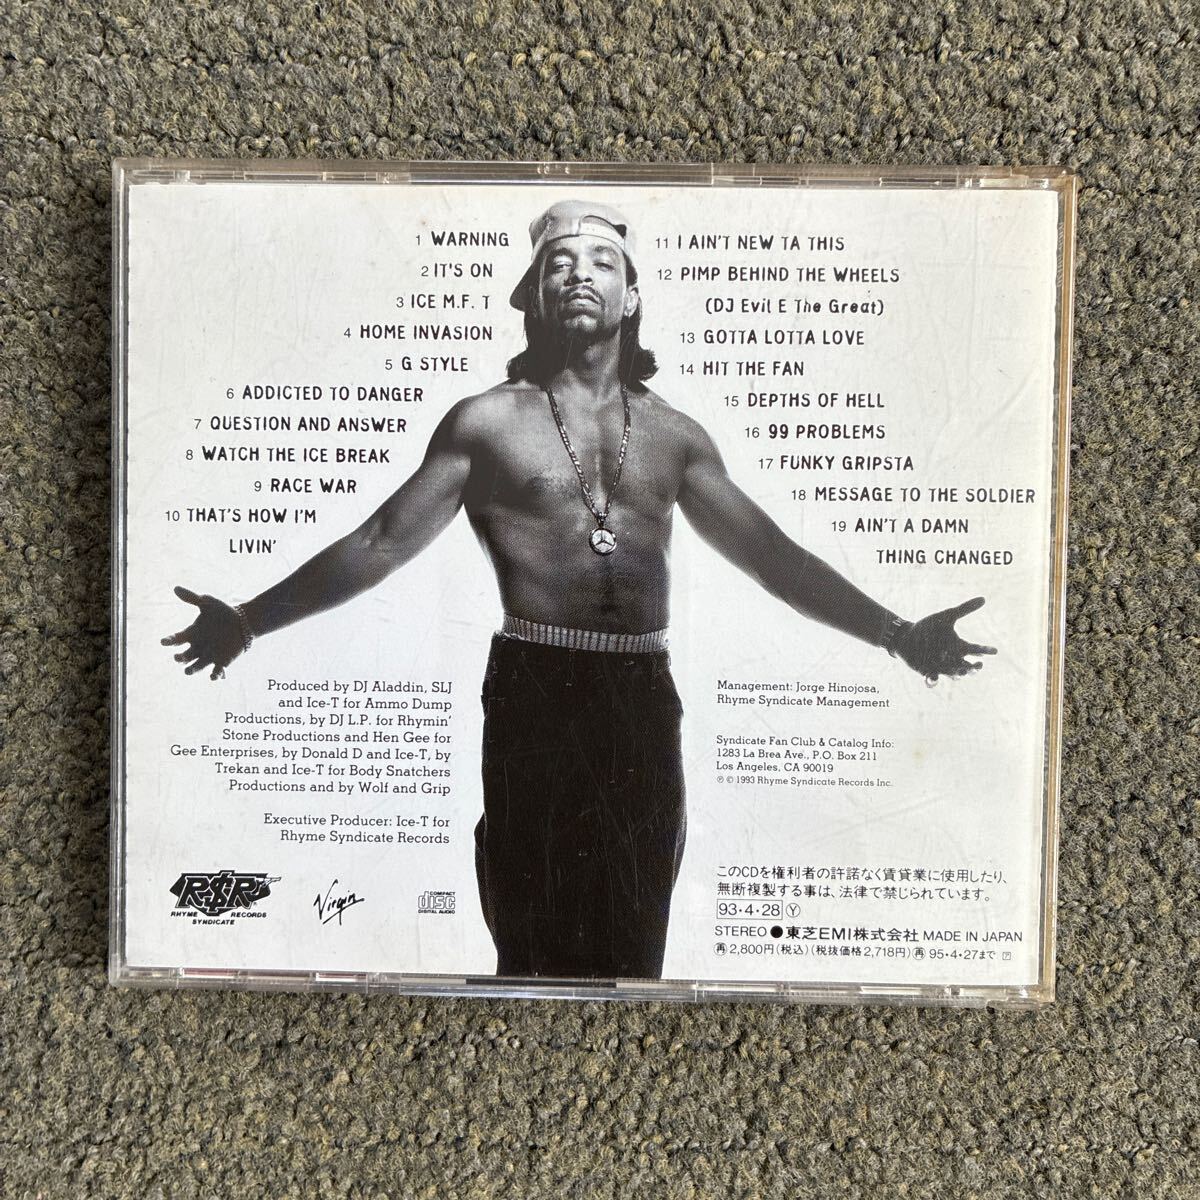 1 WARNING
2 IT'S ON
3 ICE M.F. T
4 HOME INVASION
5 G STYLE
6 ADDICTED TO DANGER
7 QUESTION AND ANSWER
8 WATCH THE ICE BREAK
9 RACE WAR
10 THAT'S HOW I'M
LIVIN'
11 I AIN'T NEW TA THIS
12 PIMP BEHIND THE WHEELS
(DJ Evil E The Great)
13 GOTTA LOTTA LOVE
14 HIT THE FAN
15 DEPTHS OF HELL
16 99 PROBLEMS
17 FUNKY GRIPSTA
18 MESSAGE TO THE SOLDIER
19 AIN'T A DAMN
THING CHANGED
Produced by DJ Aladdin, SLJ
and Ice-T for Ammo Dump
Productions, by DJ L.P. for Rhymin'
Stone Productions and Hen Gee for
Gee Enterprises, by Donald D and Ice-T, by
Trekan and Ice-T for Body Snatchers
Productions and by Wolf and Grip
Executive Producer: Ice-T for
Rhyme Syndicate Records
Management: Jorge Hinojosa,
Rhyme Syndicate Management
Syndicate Fan Club & Catalog Info:
1283 La Brea Ave., P.O. Box 211
Los Angeles, CA 90019
℗ © 1993 Rhyme Syndicate Records Inc.
R$R
RHYME RECORDS
SYNDICATE
Virgin
COMPACT
disc
DIGITAL AUDIO
このCDを権利者の許諾なく賃貸業に使用したり、
無断複製する事は、法律で禁じられています。
93・4・28 Ⓨ
STEREO ●東芝EMI株式会社 MADE IN JAPAN
㊢2,800円(税込)(税抜価格2,718円)㊢95・4・27まで ア